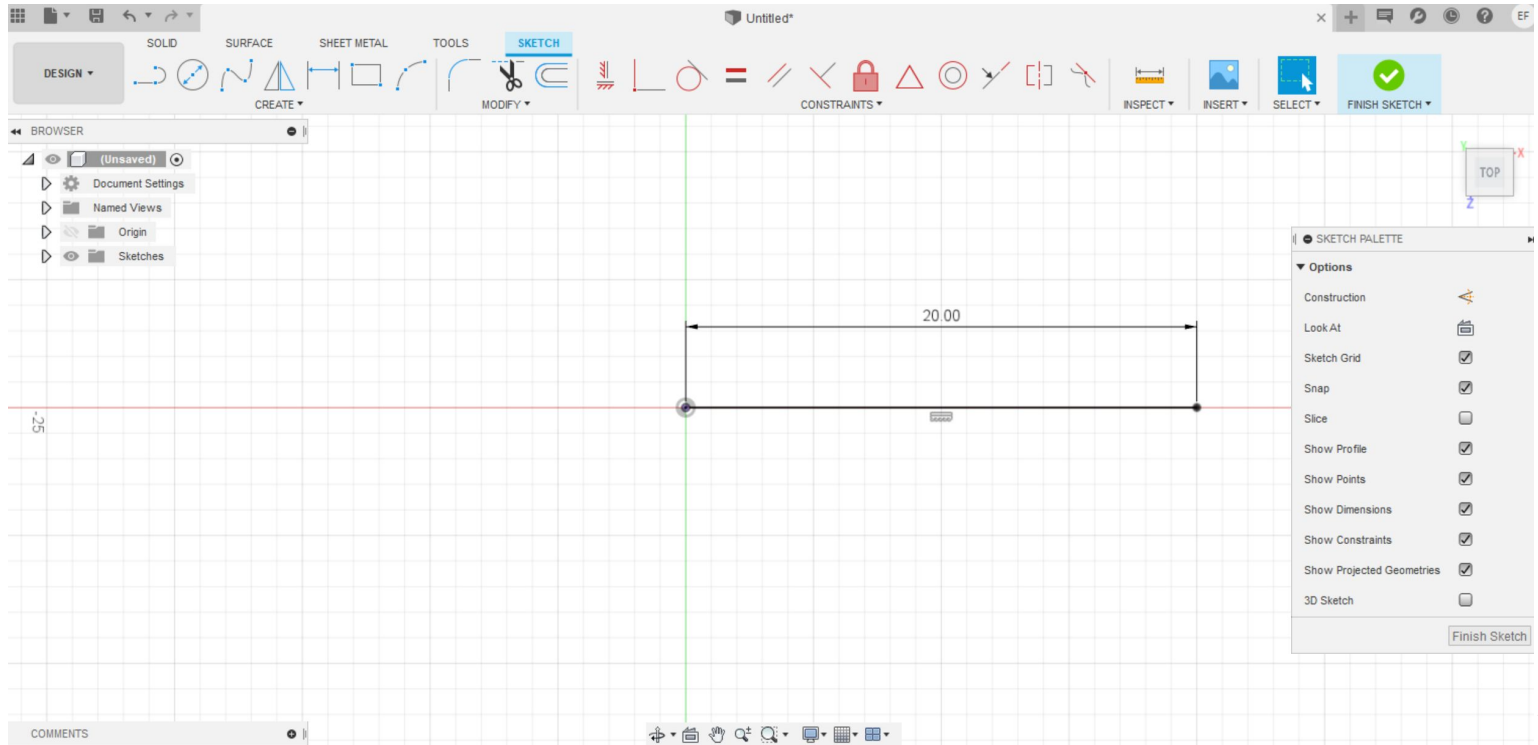 Untitled*
EF
SOLID SURFACE SHEET METAL TOOLS SKETCH
DESIGN
CREATE MODIFY CONSTRAINTS INSPECT INSERT SELECT FINISH SKETCH
BROWSER
(Unsaved)
Document Settings
Named Views
Origin
Sketches
Y
X
TOP
Z
SKETCH PALETTE
Options
Construction
Look At
Sketch Grid
Snap
Slice
Show Profile
Show Points
Show Dimensions
Show Constraints
Show Projected Geometries
3D Sketch
Finish Sketch
20.00
-25
COMMENTS